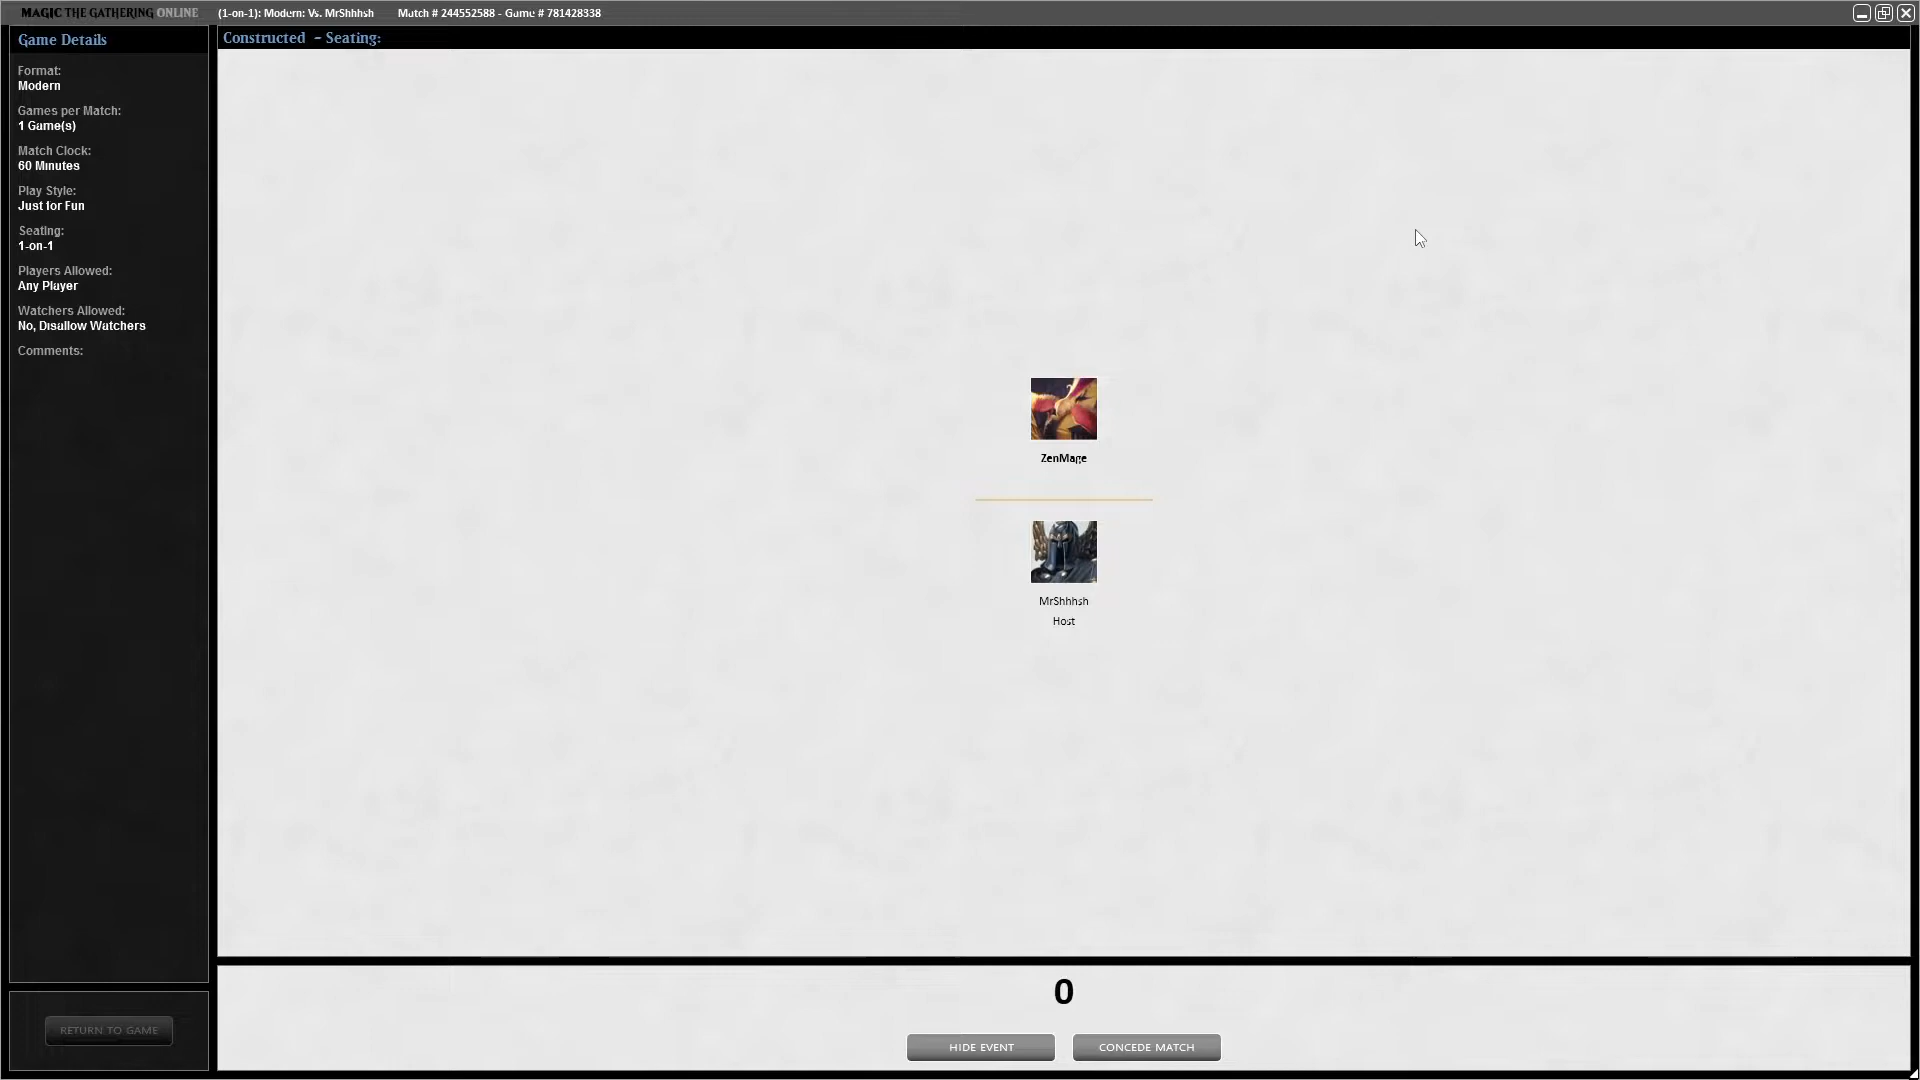 MAGIC THE GATHERING ONLINE
(1-on-1): Modern: Vs. MrShhhsh Match # 244552588 - Game # 781428338
Game Details
Format:
Modern
Games per Match:
1 Game(s)
Match Clock:
60 Minutes
Play Style:
Just for Fun
Seating:
1-on-1
Players Allowed:
Any Player
Watchers Allowed:
No, Disallow Watchers
Comments:
RETURN TO GAME
Constructed - Seating:
ZenMage
MrShhhsh
Host
0
HIDE EVENT
CONCEDE MATCH